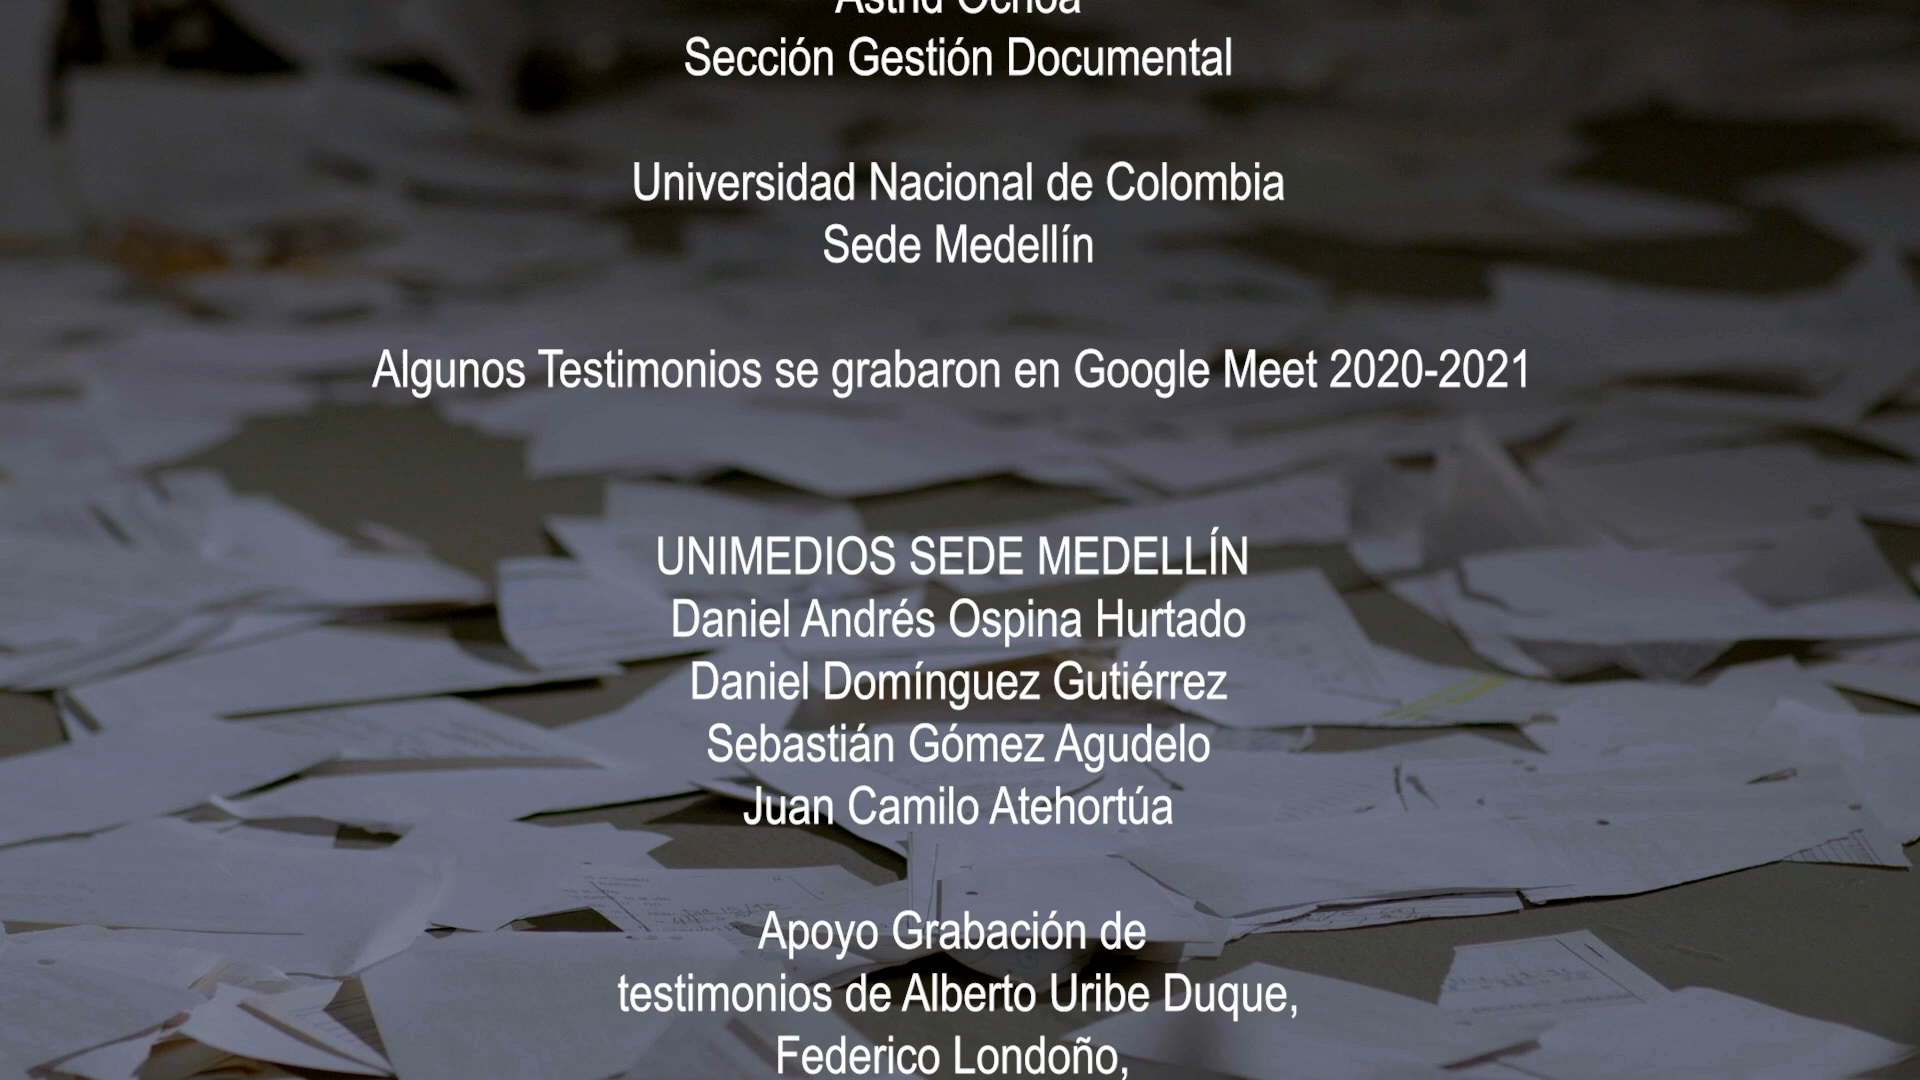 Astrid Ochoa
Sección Gestión Documental
Universidad Nacional de Colombia
Sede Medellín
Algunos Testimonios se grabaron en Google Meet 2020-2021
UNIMEDIOS SEDE MEDELLÍN
Daniel Andrés Ospina Hurtado
Daniel Domínguez Gutiérrez
Sebastián Gómez Agudelo
Juan Camilo Atehortúa
Apoyo Grabación de
testimonios de Alberto Uribe Duque,
Federico Londoño,